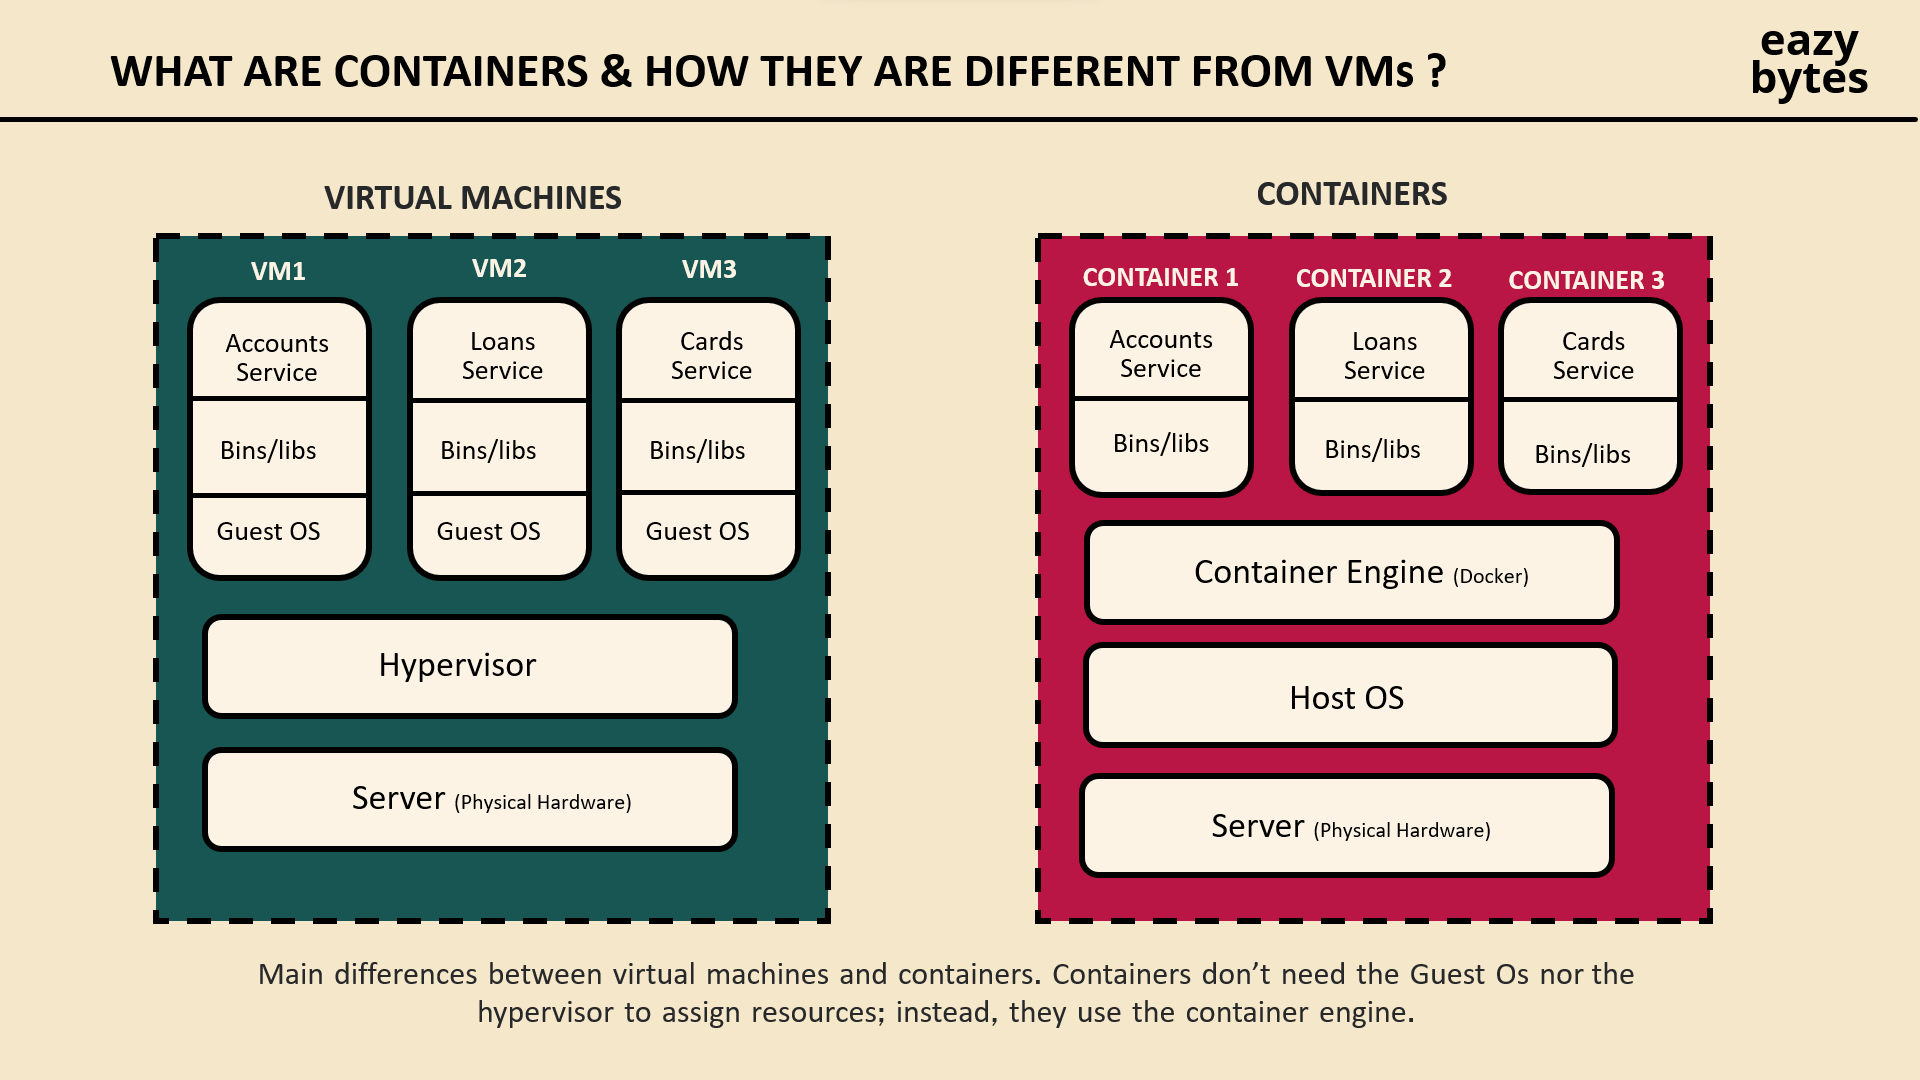 WHAT ARE CONTAINERS & HOW THEY ARE DIFFERENT FROM VMs ?
eazy
bytes
VIRTUAL MACHINES
VM1
VM2
VM3
Accounts
Service
Loans
Service
Cards
Service
Bins/libs
Bins/libs
Bins/libs
Guest OS
Guest OS
Guest OS
Hypervisor
Server (Physical Hardware)
CONTAINERS
CONTAINER 1
CONTAINER 2
CONTAINER 3
Accounts
Service
Loans
Service
Cards
Service
Bins/libs
Bins/libs
Bins/libs
Container Engine (Docker)
Host OS
Server (Physical Hardware)
Main differences between virtual machines and containers. Containers don’t need the Guest Os nor the
hypervisor to assign resources; instead, they use the container engine.